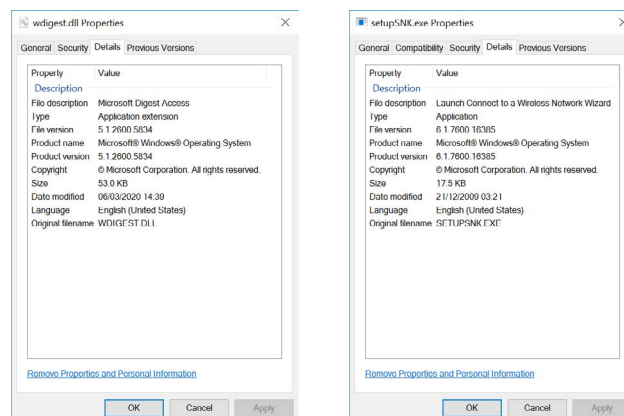 wdigest.dll Properties
General Security Details Previous Versions
Property Value
Description
File description Microsoft Digest Access
Type Application extension
File version 5.1.2600.5834
Product name Microsoft® Windows® Operating System
Product version 5.1.2600.5834
Copyright © Microsoft Corporation. All rights reserved.
Size 53.0 KB
Date modified 06/03/2020 14:39
Language English (United States)
Original filename WDIGEST.DLL
Remove Properties and Personal Information
OK Cancel Apply
setupSNK.exe Properties
General Compatibility Security Details Previous Versions
Property Value
Description
File description Launch Connect to a Wireless Network Wizard
Type Application
File version 6.1.7600.16385
Product name Microsoft® Windows® Operating System
Product version 6.1.7600.16385
Copyright © Microsoft Corporation. All rights reserved.
Size 17.5 KB
Date modified 21/12/2009 03:21
Language English (United States)
Original filename SETUPSNK.EXE
Remove Properties and Personal Information
OK Cancel Apply